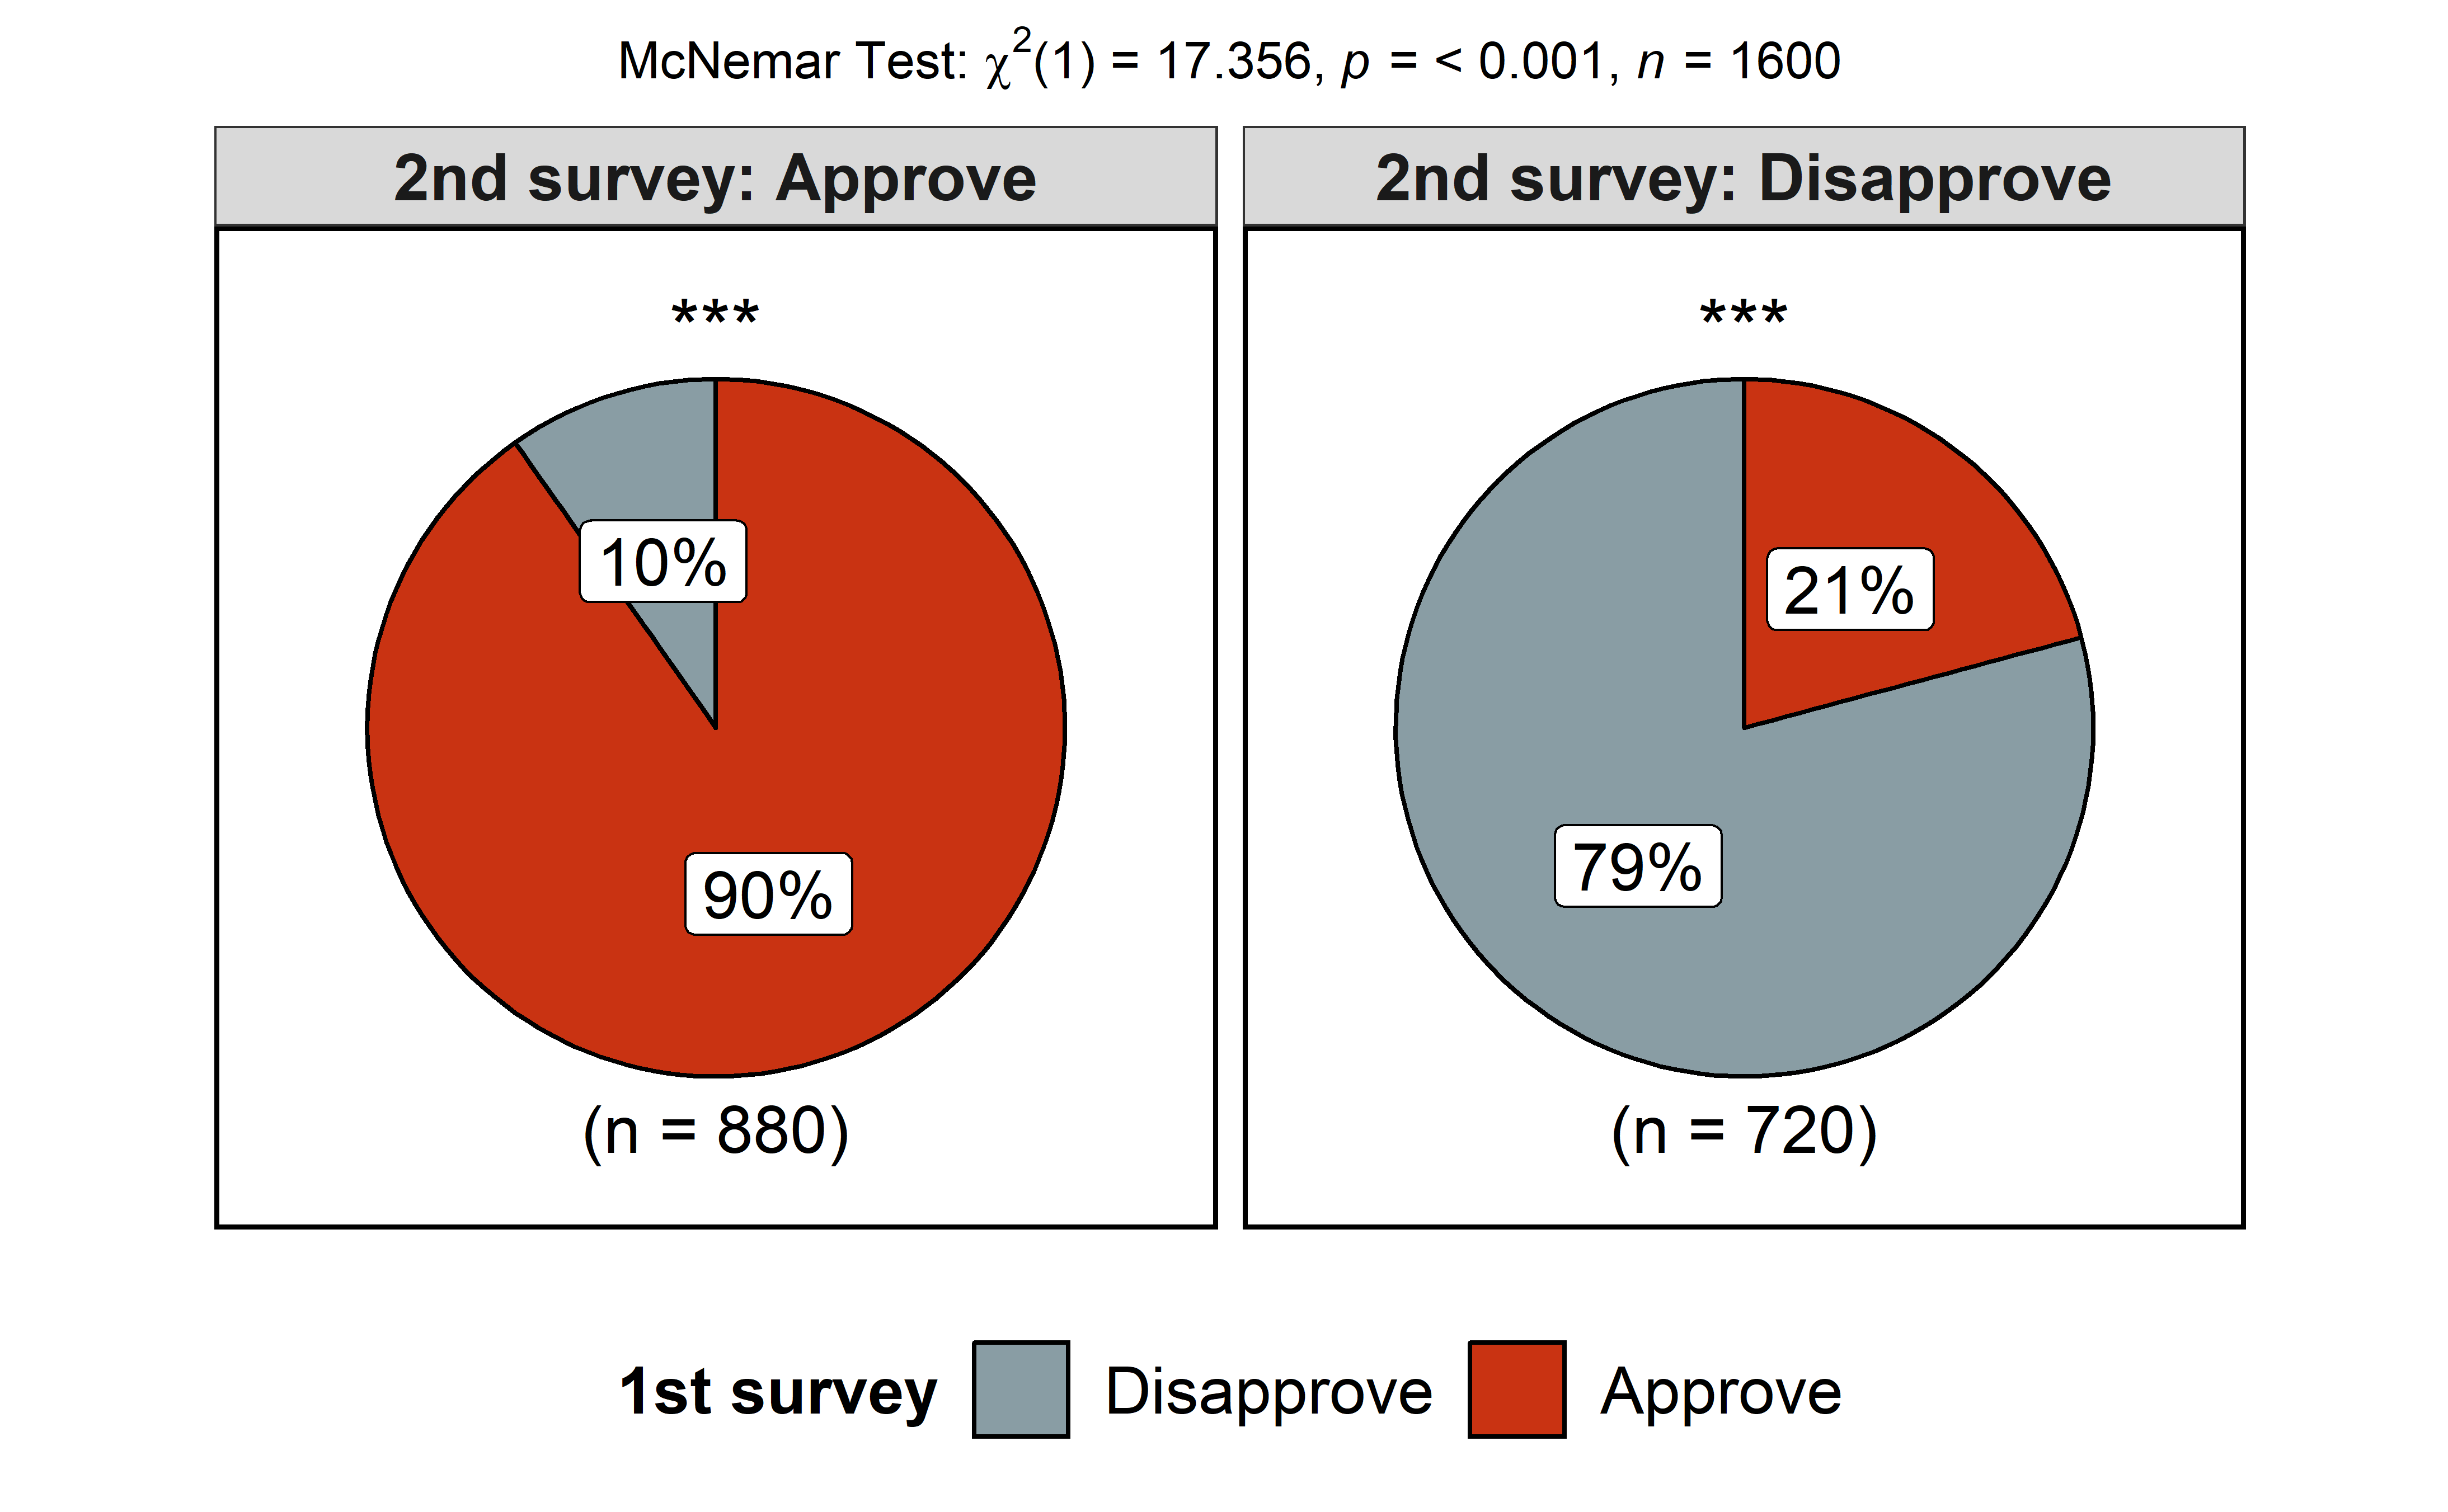 McNemar Test: χ²(1) = 17.356, p = < 0.001, n = 1600
2nd survey: Approve
***
10%
90%
(n = 880)
2nd survey: Disapprove
***
21%
79%
(n = 720)
1st survey Disapprove Approve